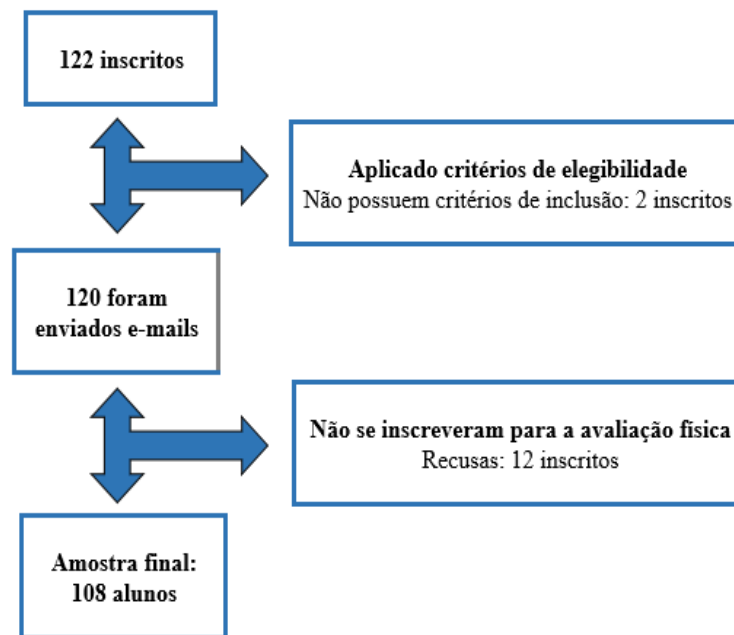 122 inscritos
Aplicado critérios de elegibilidade
Não possuem critérios de inclusão: 2 inscritos
120 foram
enviados e-mails
Não se inscreveram para a avaliação física
Recusas: 12 inscritos
Amostra final:
108 alunos